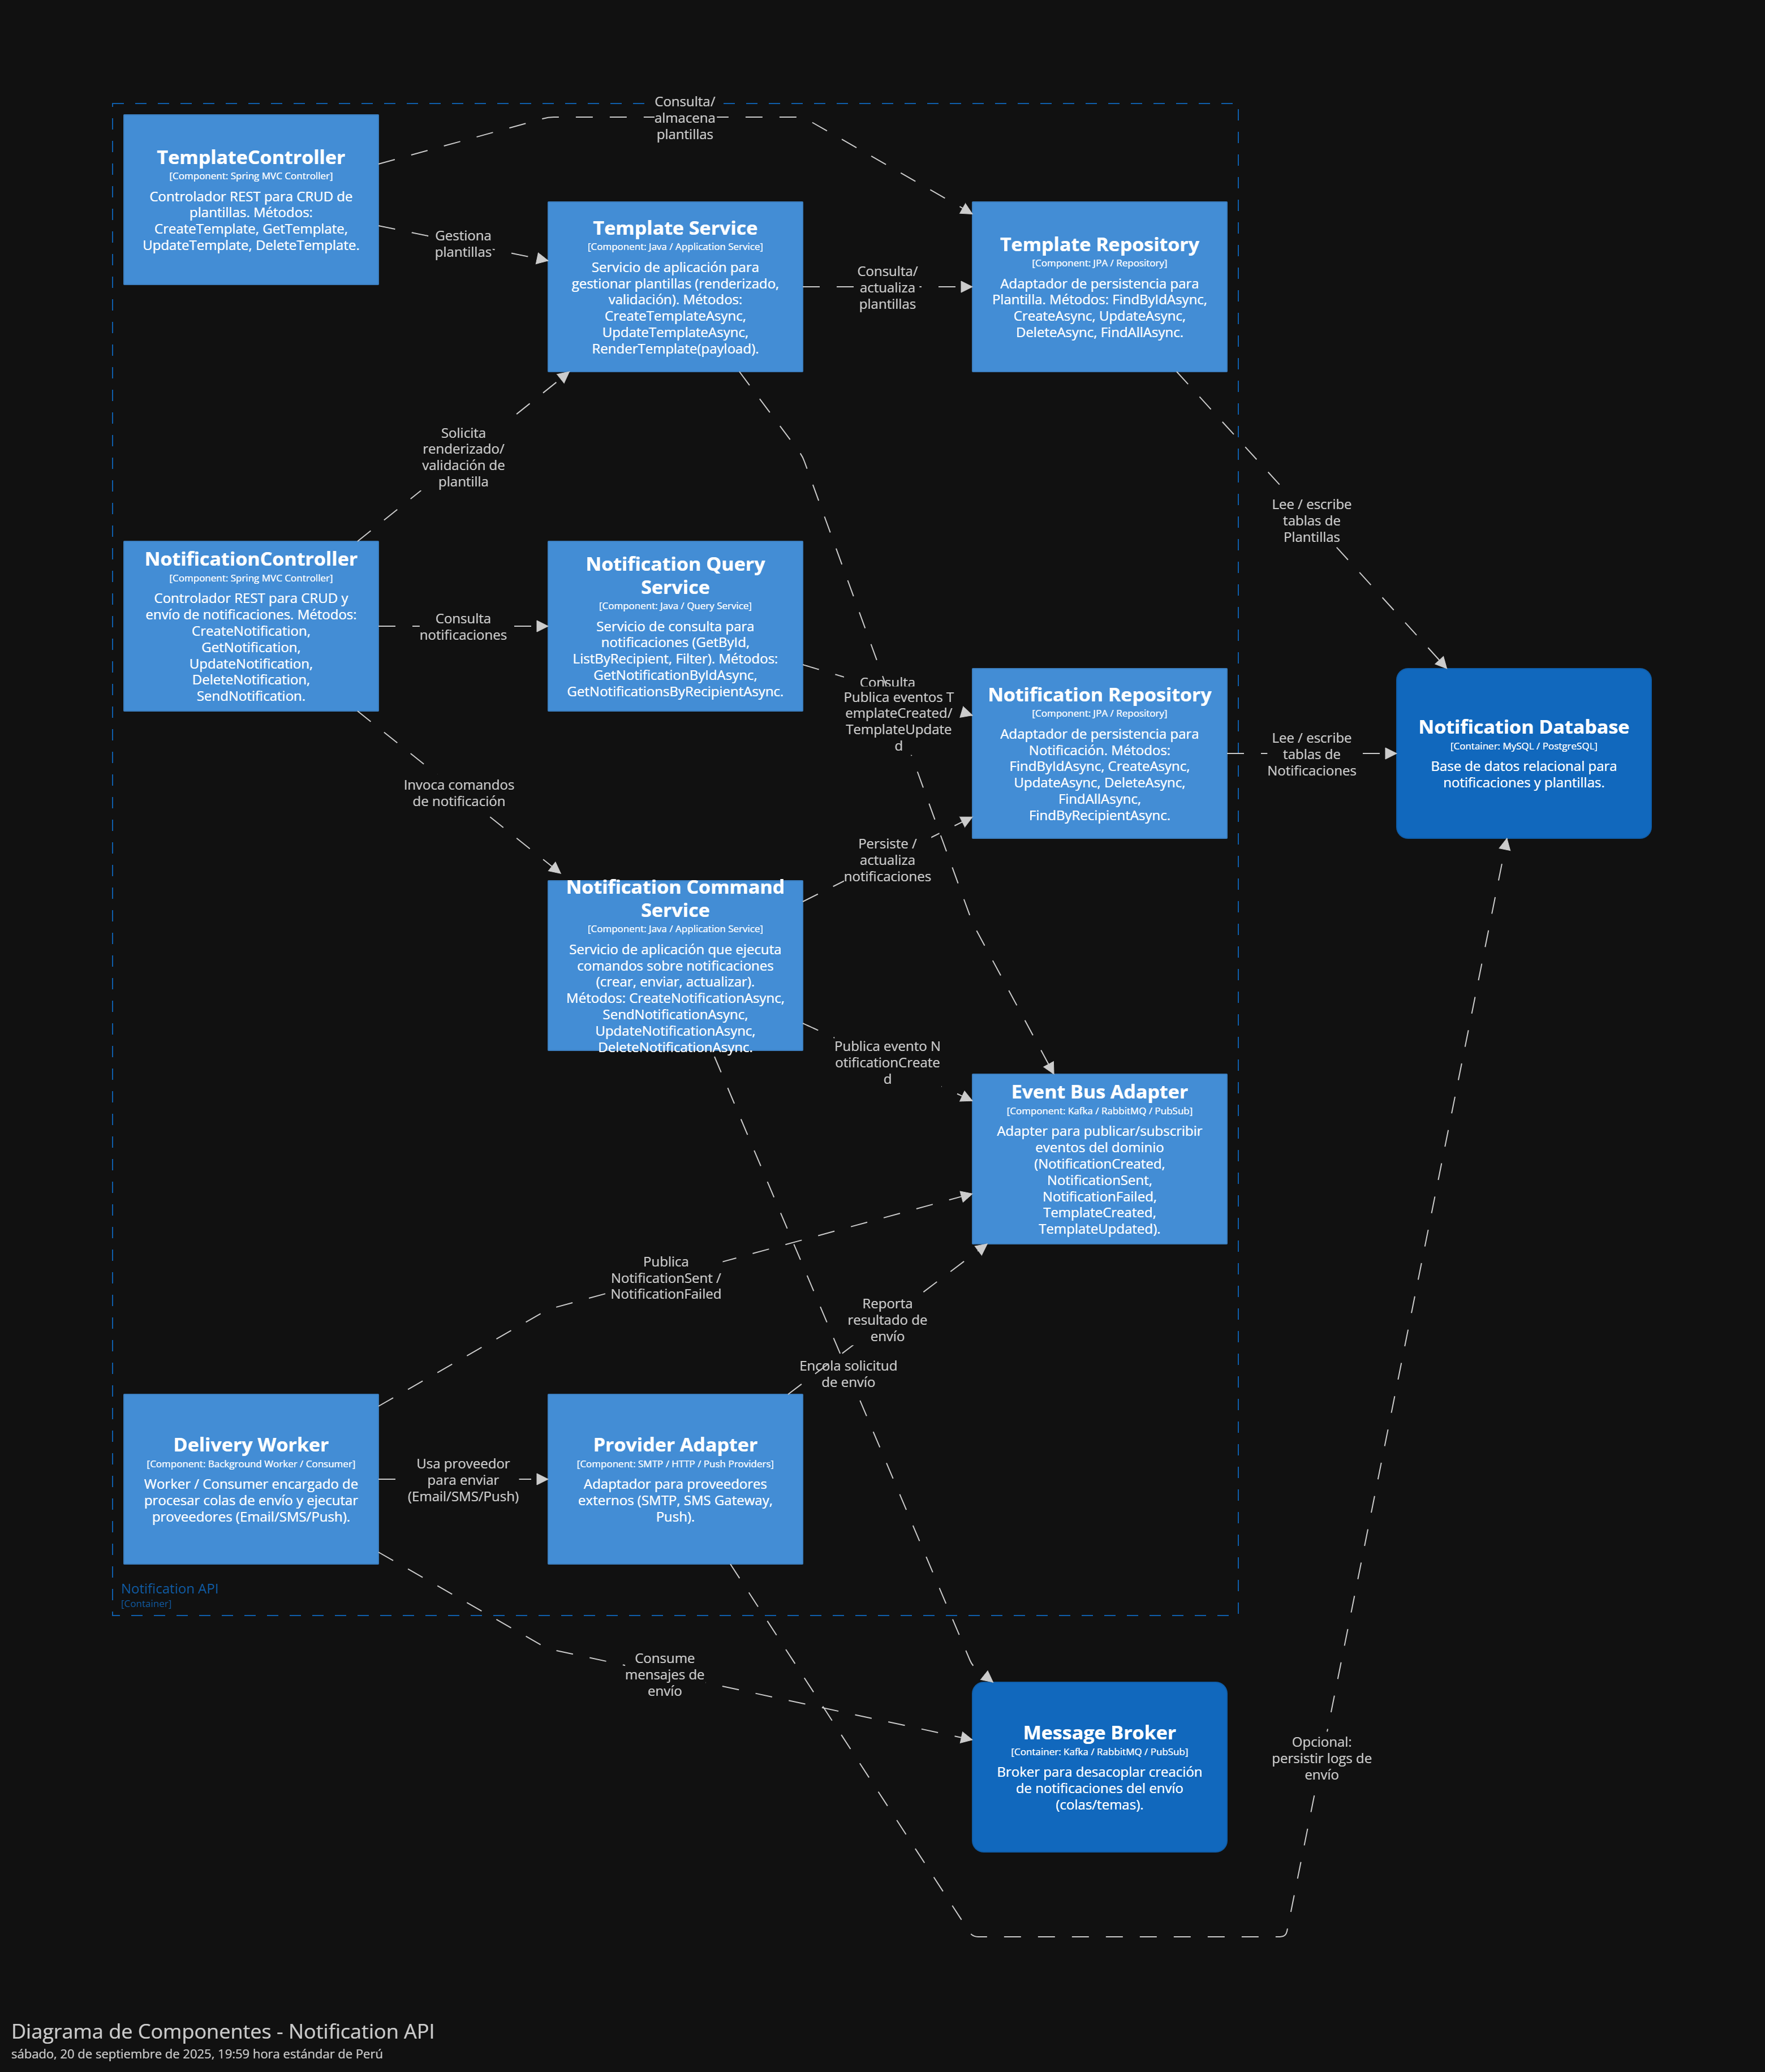 Consulta/
almacena
plantillas
TemplateController
[Component: Spring MVC Controller]
Controlador REST para CRUD de
plantillas. Métodos:
CreateTemplate, GetTemplate,
UpdateTemplate, DeleteTemplate.
Gestiona
plantillas
Template Service
[Component: Java / Application Service]
Servicio de aplicación para
gestionar plantillas (renderizado,
validación). Métodos:
CreateTemplateAsync,
UpdateTemplateAsync,
RenderTemplate(payload).
Consulta/
actualiza
plantillas
Template Repository
[Component: JPA / Repository]
Adaptador de persistencia para
Plantilla. Métodos: FindByIdAsync,
CreateAsync, UpdateAsync,
DeleteAsync, FindAllAsync.
Solicita
renderizado/
validación de
plantilla
Lee / escribe
tablas de
Plantillas
NotificationController
[Component: Spring MVC Controller]
Controlador REST para CRUD y
envío de notificaciones. Métodos:
CreateNotification,
GetNotification,
UpdateNotification,
DeleteNotification,
SendNotification.
Consulta
notificaciones
Notification Query
Service
[Component: Java / Query Service]
Servicio de consulta para
notificaciones (GetById,
ListByRecipient, Filter). Métodos:
GetNotificationByIdAsync,
GetNotificationsByRecipientAsync.
Consulta
Publica eventos T
emplateCreated/
TemplateUpdate
d
Notification Repository
[Component: JPA / Repository]
Adaptador de persistencia para
Notificación. Métodos:
FindByIdAsync, CreateAsync,
UpdateAsync, DeleteAsync,
FindAllAsync,
FindByRecipientAsync.
Lee / escribe
tablas de
Notificaciones
Notification Database
[Container: MySQL / PostgreSQL]
Base de datos relacional para
notificaciones y plantillas.
Invoca comandos
de notificación
Persiste /
actualiza
notificaciones
Notification Command
Service
[Component: Java / Application Service]
Servicio de aplicación que ejecuta
comandos sobre notificaciones
(crear, enviar, actualizar).
Métodos: CreateNotificationAsync,
SendNotificationAsync,
UpdateNotificationAsync,
DeleteNotificationAsync.
Publica evento N
otificationCreate
d
Event Bus Adapter
[Component: Kafka / RabbitMQ / PubSub]
Adapter para publicar/subscribir
eventos del dominio
(NotificationCreated,
NotificationSent,
NotificationFailed,
TemplateCreated,
TemplateUpdated).
Publica
NotificationSent /
NotificationFailed
Reporta
resultado de
envío
Encola solicitud
de envío
Delivery Worker
[Component: Background Worker / Consumer]
Worker / Consumer encargado de
procesar colas de envío y ejecutar
proveedores (Email/SMS/Push).
Usa proveedor
para enviar
(Email/SMS/Push)
Provider Adapter
[Component: SMTP / HTTP / Push Providers]
Adaptador para proveedores
externos (SMTP, SMS Gateway,
Push).
Notification API
[Container]
Consume
mensajes de
envío
Message Broker
[Container: Kafka / RabbitMQ / PubSub]
Broker para desacoplar creación
de notificaciones del envío
(colas/temas).
Opcional:
persistir logs de
envío
Diagrama de Componentes - Notification API
sábado, 20 de septiembre de 2025, 19:59 hora estándar de Perú